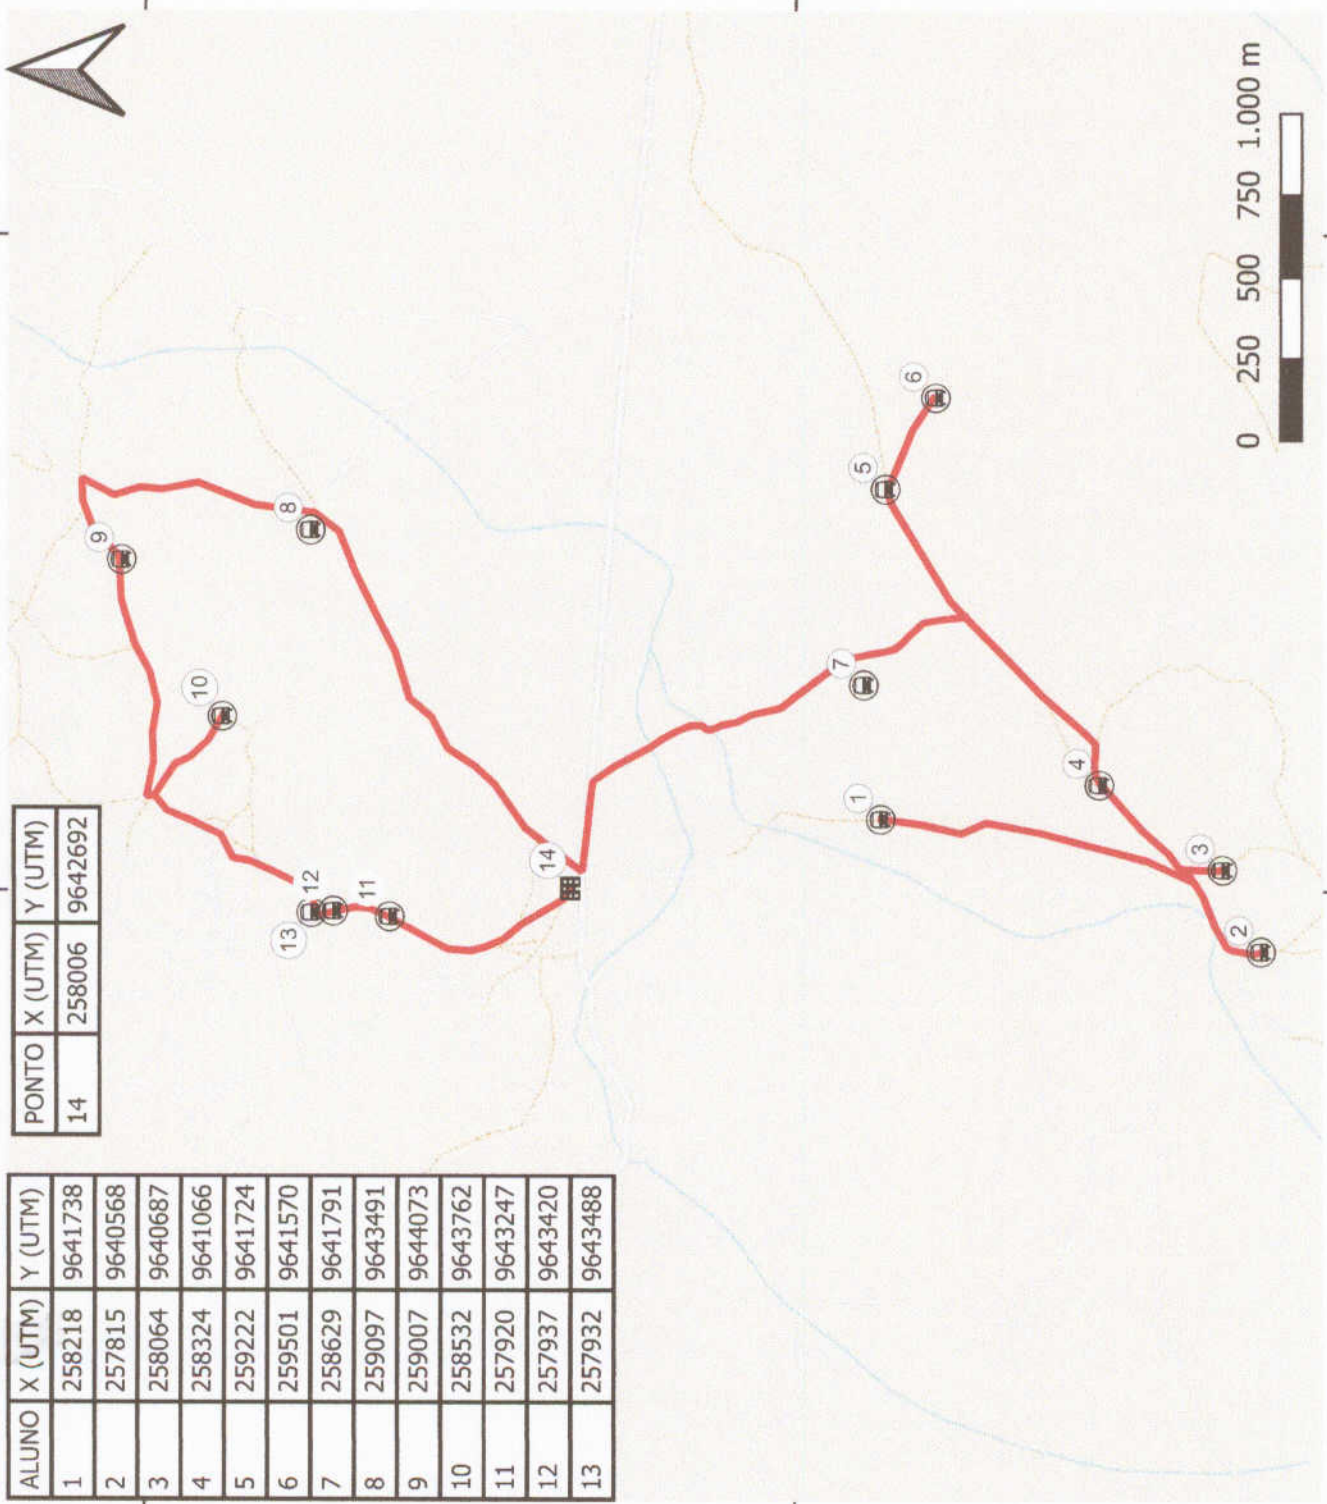 ALUNO X (UTM) Y (UTM)
1 258218 9641738
2 257815 9640568
3 258064 9640687
4 258324 9641066
5 259222 9641724
6 259501 9641570
7 258629 9641791
8 259097 9643491
9 259007 9644073
10 258532 9643762
11 257920 9643247
12 257937 9643420
13 257932 9643488
PONTO X (UTM) Y (UTM)
14 258006 9642692
9
10
8
12
13
11
14
7
5
6
1
4
3
2
0 250 500 750 1.000 m